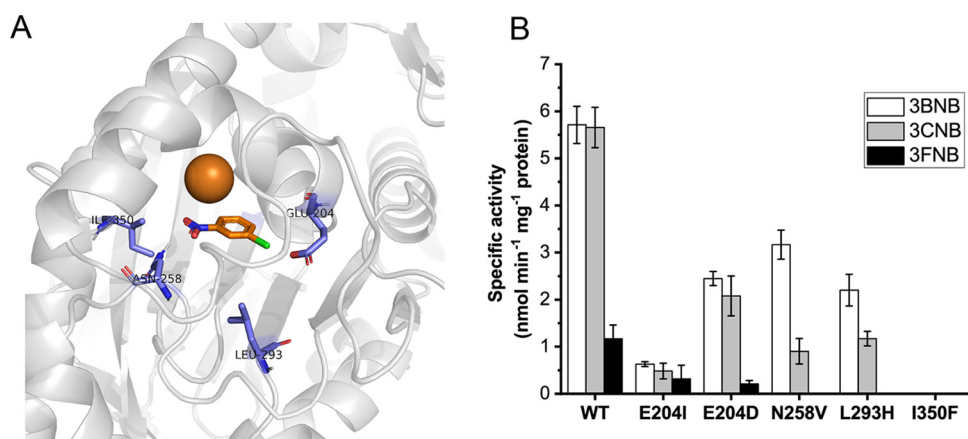 A
ILE-350
GLU-204
ASN-258
LEU-293
B
Specific activity
(nmol min⁻¹ mg⁻¹ protein)
7
6
5
4
3
2
1
0
3BNB
3CNB
3FNB
WT E204I E204D N258V L293H I350F